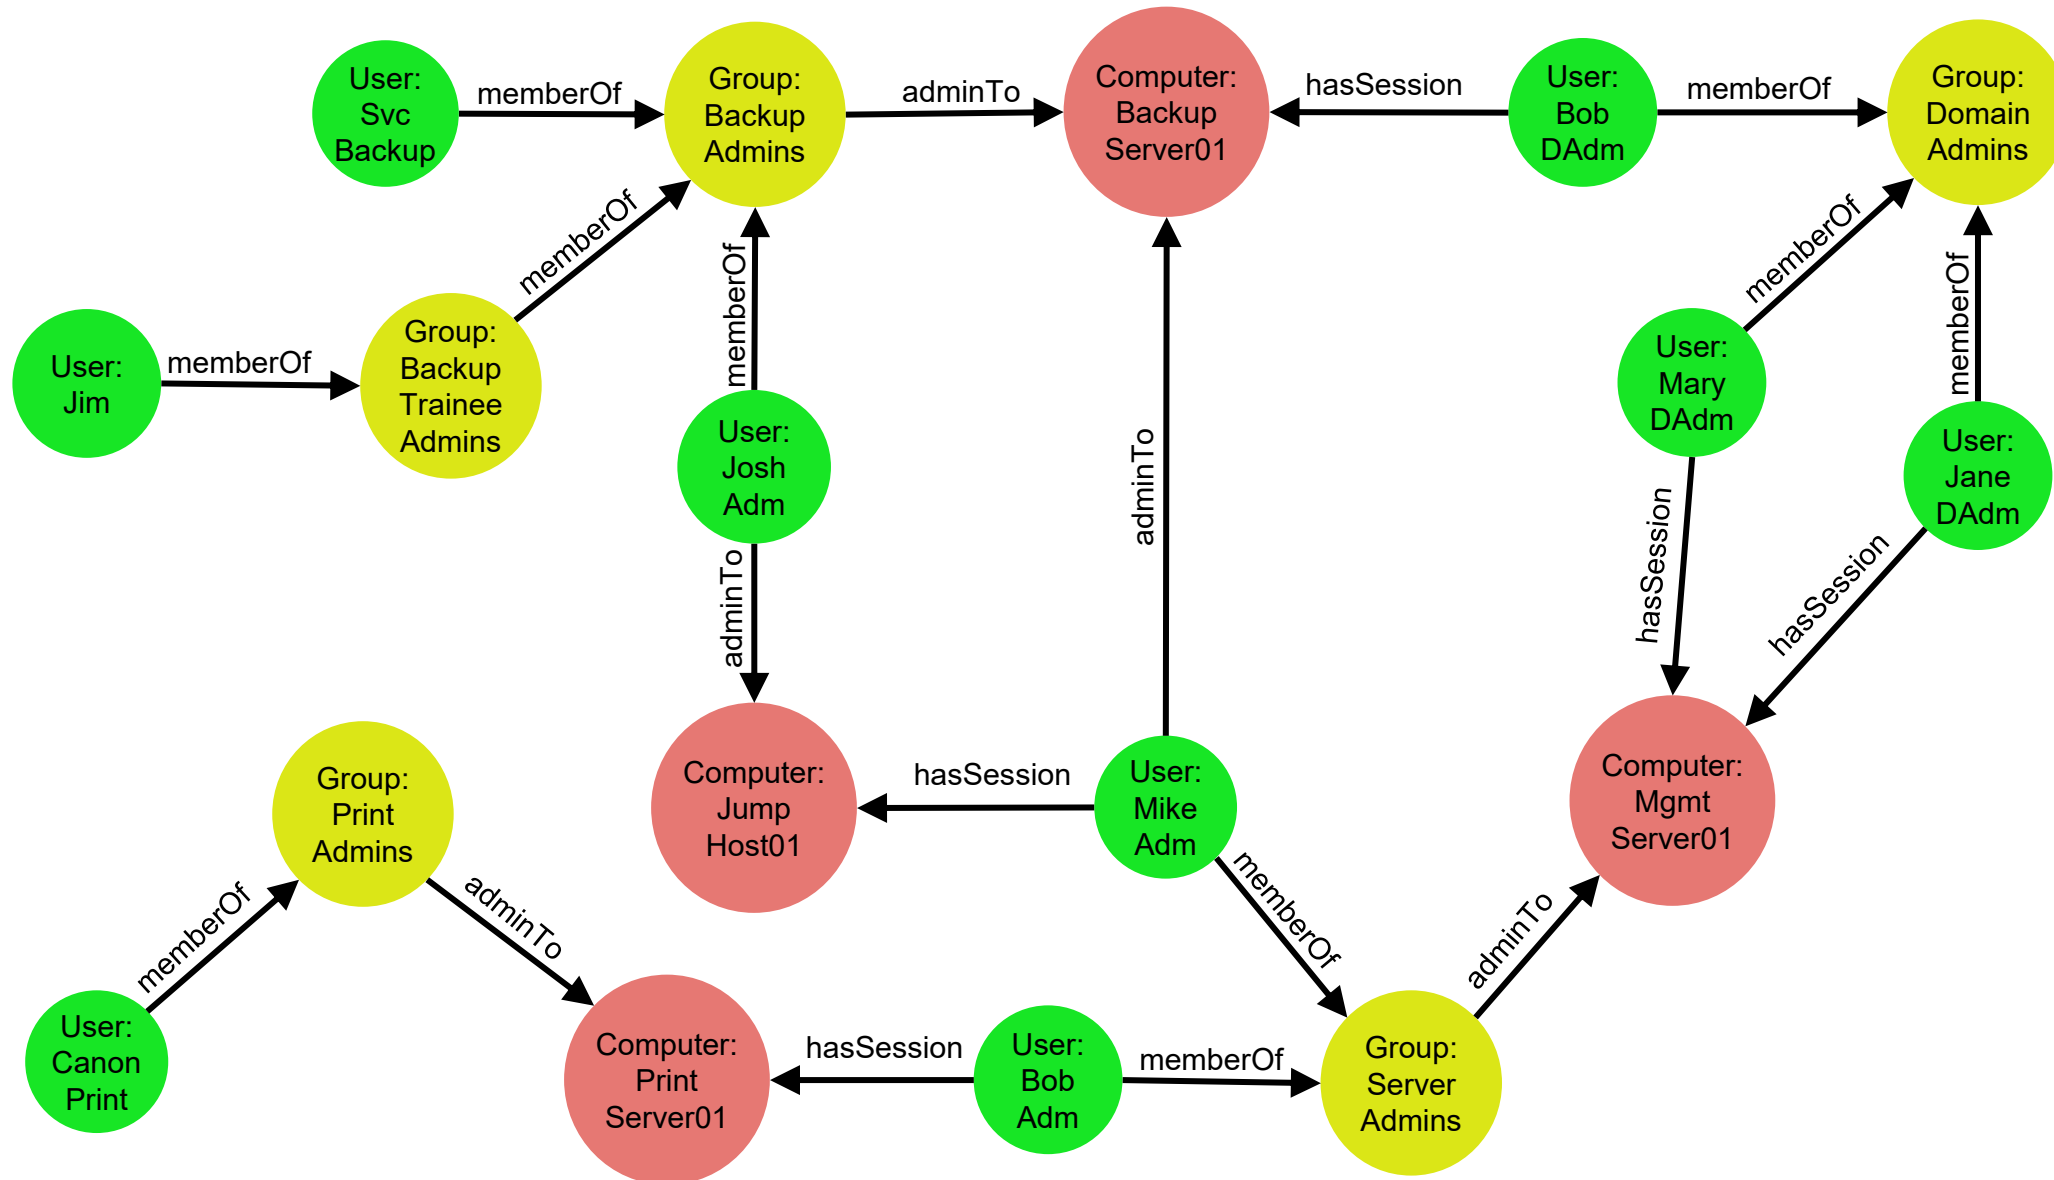 User:
Svc
Backup
memberOf
Group:
Backup
Admins
adminTo
Computer:
Backup
Server01
hasSession
User:
Bob
DAdm
memberOf
Group:
Domain
Admins
memberOf
memberOf
memberOf
memberOf
User:
Jim
memberOf
Group:
Backup
Trainee
Admins
User:
Josh
Adm
adminTo
User:
Mary
DAdm
User:
Jane
DAdm
adminTo
hasSession
hasSession
Group:
Print
Admins
Computer:
Jump
Host01
hasSession
User:
Mike
Adm
Computer:
Mgmt
Server01
memberOf
adminTo
memberOf
adminTo
User:
Canon
Print
Computer:
Print
Server01
hasSession
User:
Bob
Adm
memberOf
Group:
Server
Admins